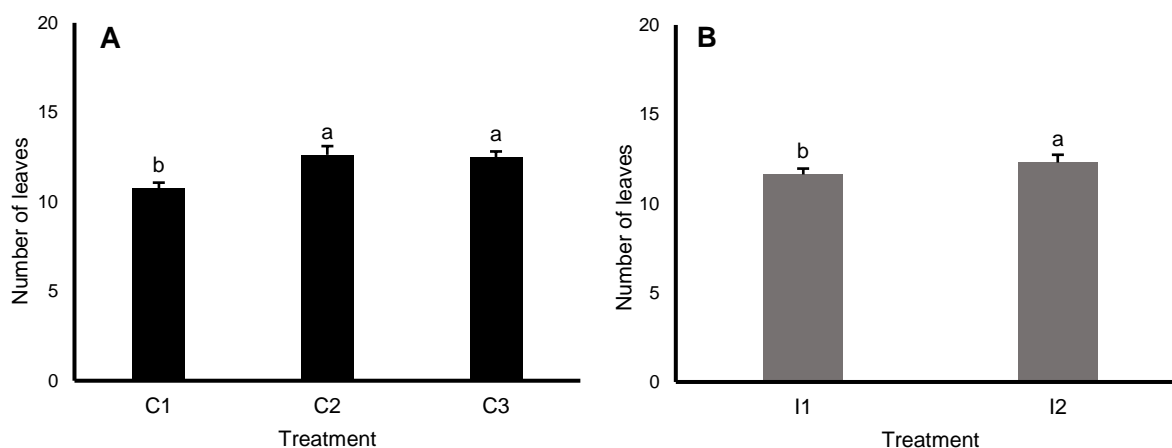 A
Number of leaves
20
15
10
5
0
b
a
a
C1
C2
C3
Treatment
B
Number of leaves
20
15
10
5
0
b
a
I1
I2
Treatment